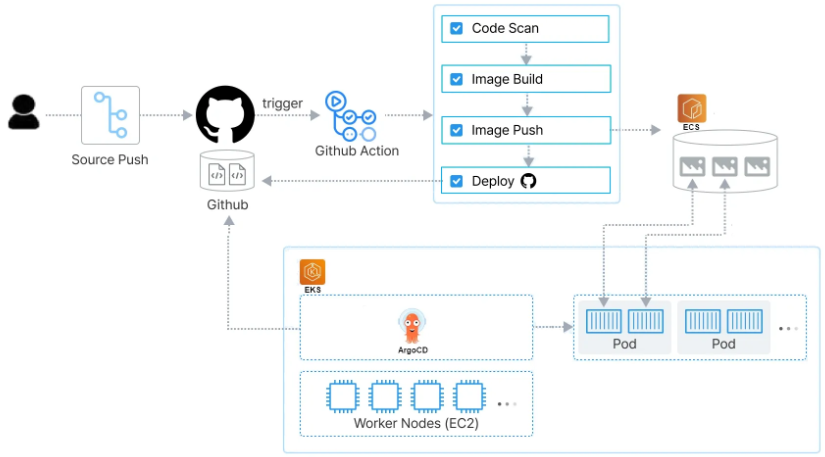 Code Scan
Image Build
Image Push
Deploy
Source Push
trigger
Github Action
Github
ECS
EKS
ArgoCD
Pod
Pod
Worker Nodes (EC2)